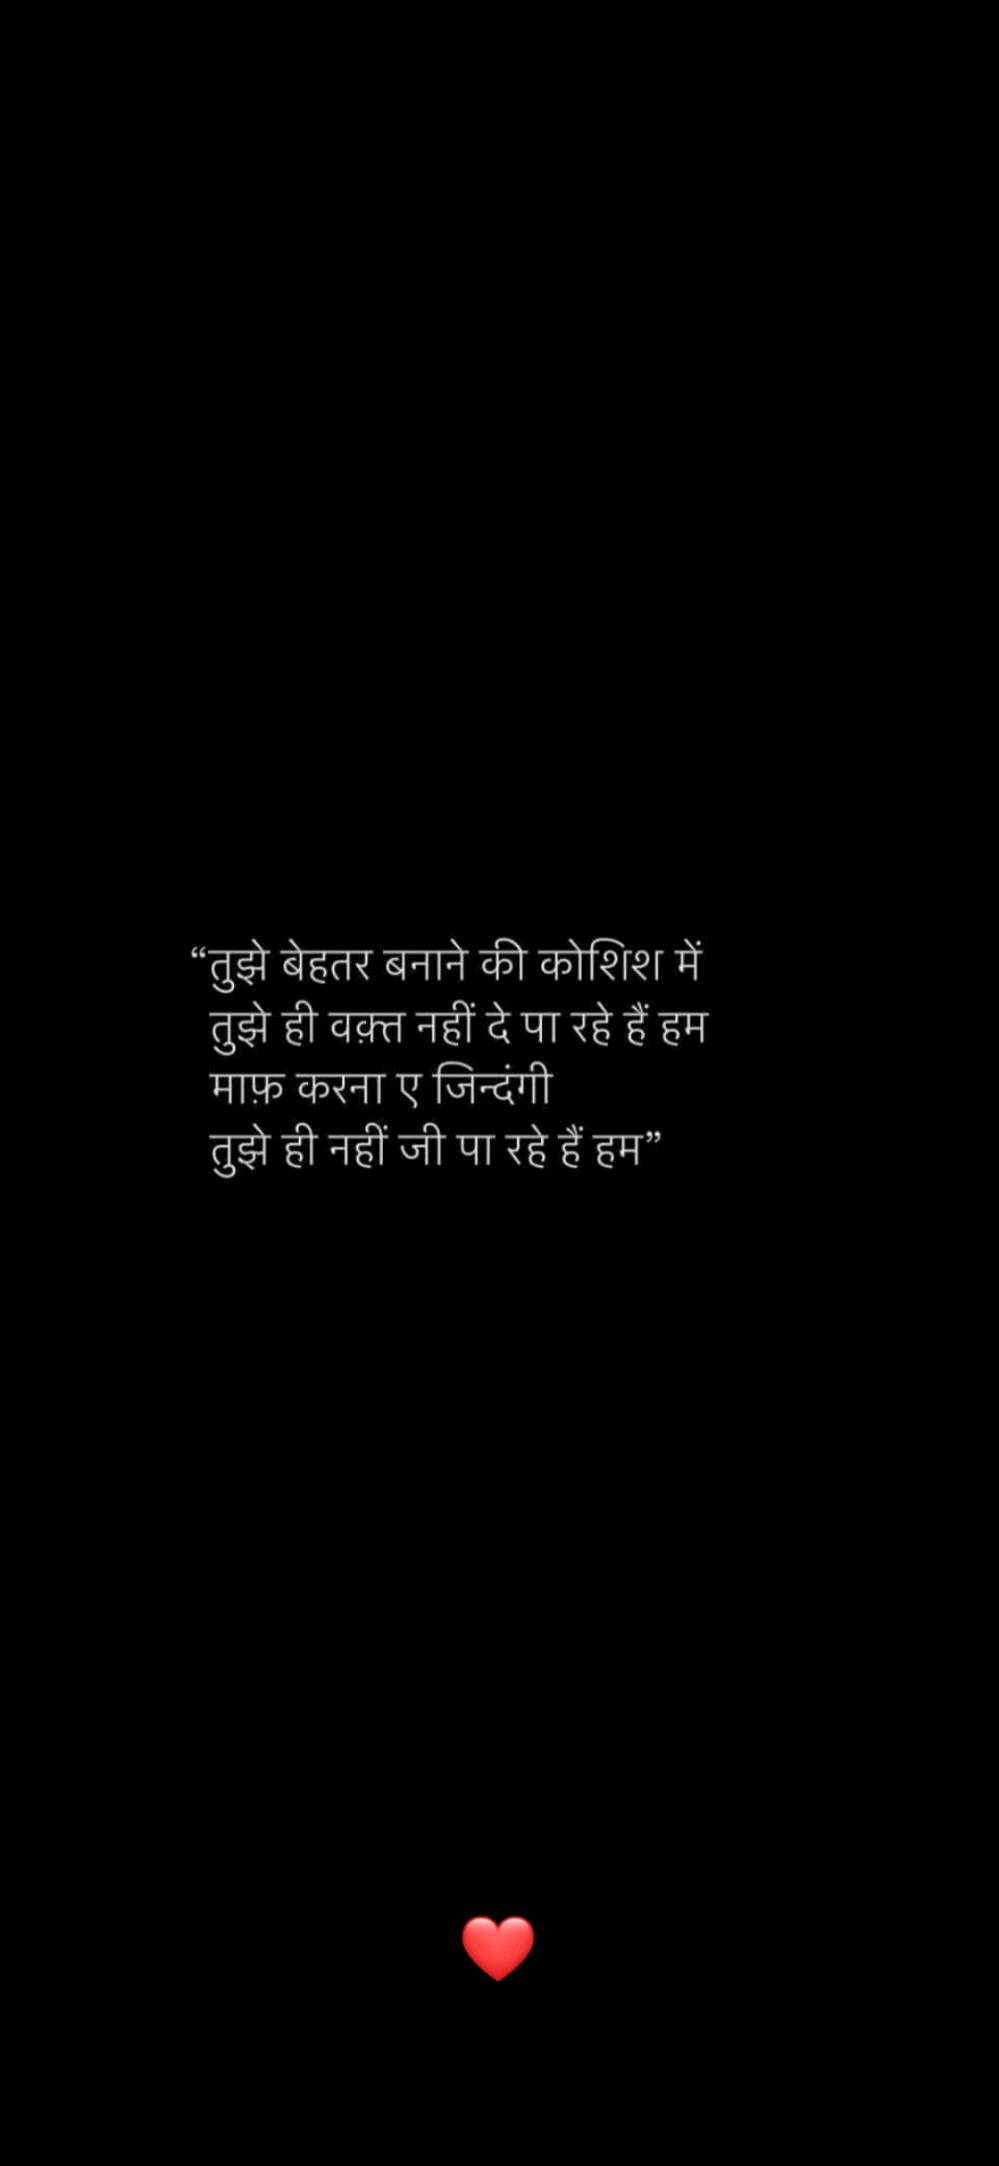 “तुझे बेहतर बनाने की कोशिश में
तुझे ही वक़्त नहीं दे पा रहे हैं हम
माफ़ करना ए जिन्दंगी
तुझे ही नहीं जी पा रहे हैं हम”